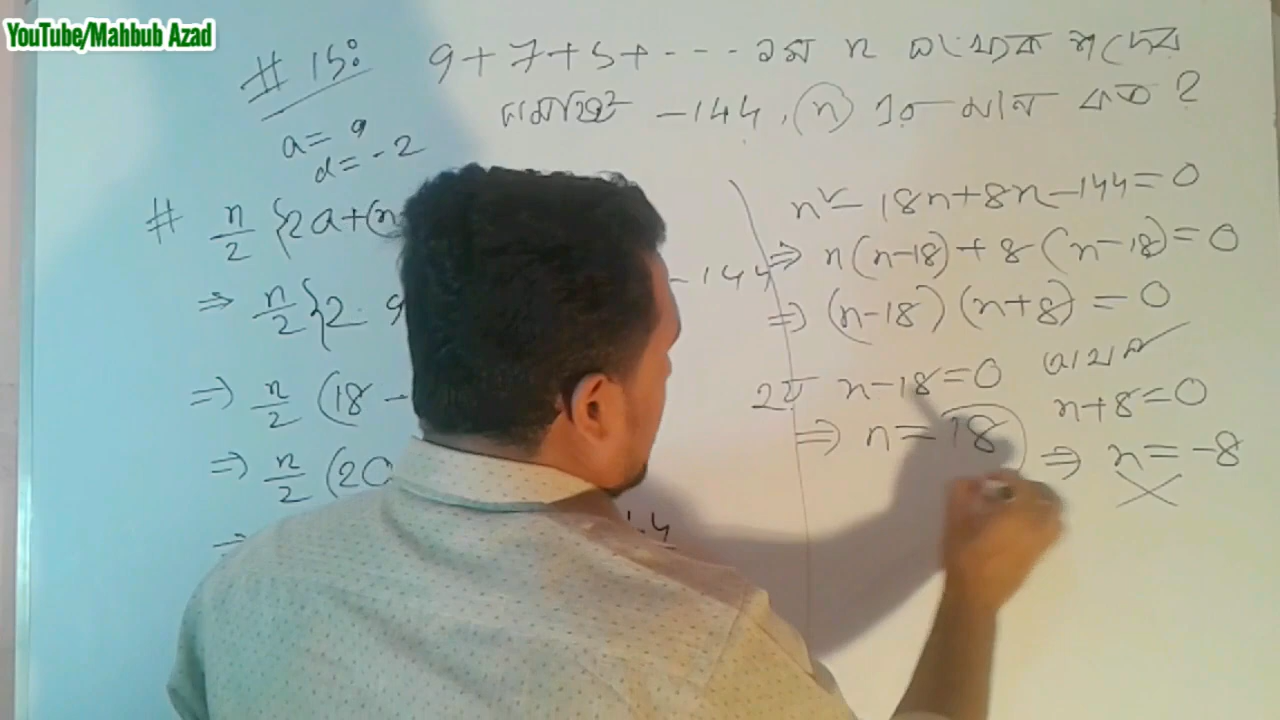 YouTube/Mahbub Azad
# 15ঃ 9+7+5+ --- n সংখ্যক পদের
সমষ্টি -144, n এর মান কত ?
a = 9
d = -2
# n/2 {2a+(n
⇒ n/2 {2. 9 -144
⇒ n/2 (18 -
⇒ n/2 (20
⇒
n² - 18n+8n-144=0
⇒ n(n-18)+8(n-18)=0
⇒ (n-18)(n+8)=0
হয় n-18=0
⇒ n=18
অথবা
n+8=0
⇒ n=-8